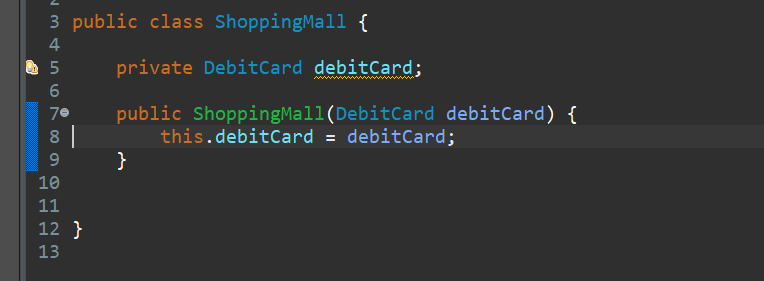 2
3 public class ShoppingMall {
4
5 private DebitCard debitCard;
6
7 public ShoppingMall(DebitCard debitCard) {
8 this.debitCard = debitCard;
9 }
10
11
12 }
13